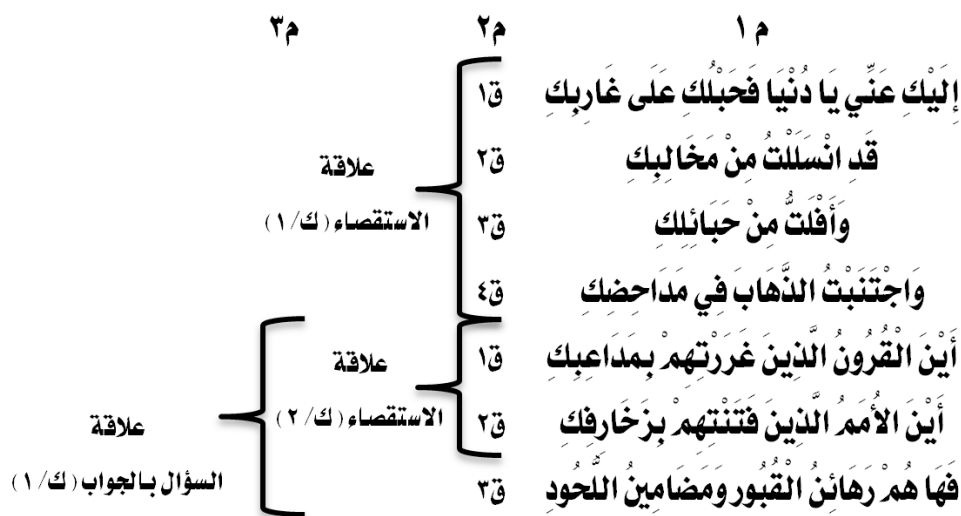 م ١ م٢ م٣
إِلَيْكِ عَنِّي يَا دُنْيَا فَحَبْلُكِ عَلَى غَارِبِكِ ق١
قَدِ انْسَلَلْتُ مِنْ مَخَالِبِكِ ق٢
علاقة
وَأَفْلَتُّ مِنْ حَبَائِلِكِ ق٣
الاستقصاء (ك/١)
وَاجْتَنَبْتُ الذَّهَابَ فِي مَدَاحِضِكِ ق٤
أَيْنَ الْقُرُونُ الَّذِينَ غَرَرْتِهِمْ بِمَدَاعِبِكِ ق١
علاقة
أَيْنَ الأُمَمُ الَّذِينَ فَتَنْتِهِمْ بِزَخَارِفِكِ ق٢
الاستقصاء (ك/٢)
علاقة
فَهَا هُمْ رَهَائِنُ الْقُبُورِ وَمَضَامِينُ اللُّحُودِ ق٣
السؤال بالجواب (ك/١)